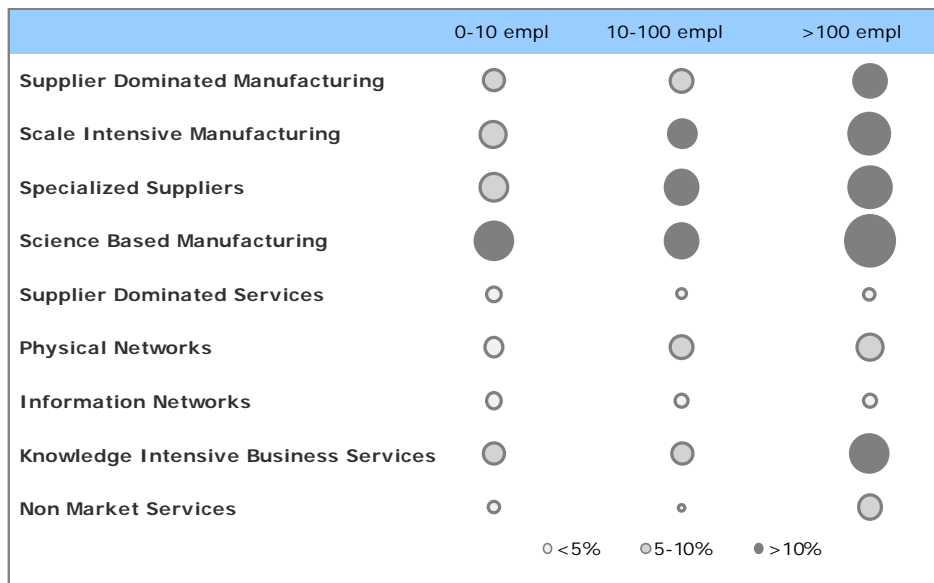 0-10 empl 10-100 empl >100 empl
Supplier Dominated Manufacturing
Scale Intensive Manufacturing
Specialized Suppliers
Science Based Manufacturing
Supplier Dominated Services
Physical Networks
Information Networks
Knowledge Intensive Business Services
Non Market Services
<5% 5-10% >10%